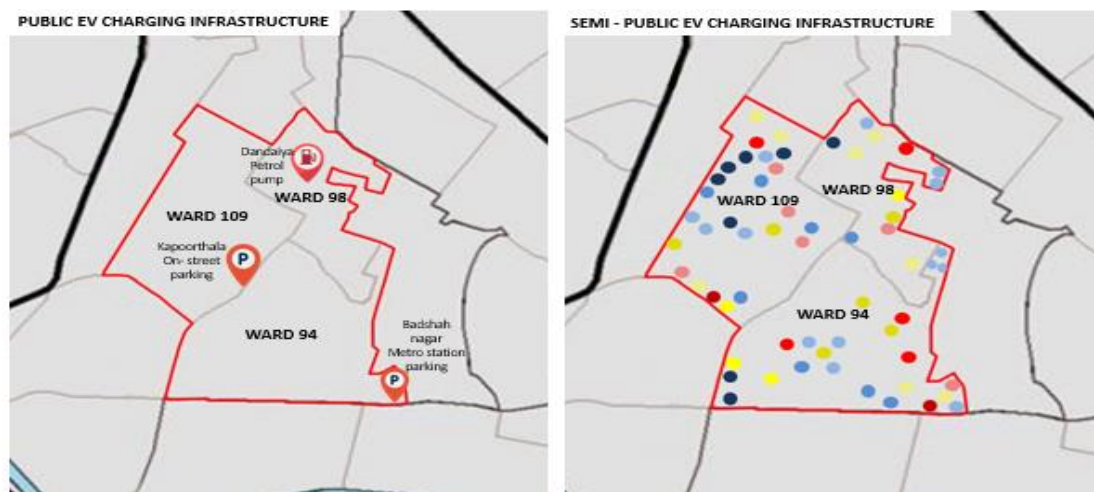 PUBLIC EV CHARGING INFRASTRUCTURE
Dandaiya
Petrol
pump
WARD 98
WARD 109
Kapoorthala
On- street
parking
P
WARD 94
Badshah
nagar
Metro station
parking
P
SEMI - PUBLIC EV CHARGING INFRASTRUCTURE
WARD 98
WARD 109
WARD 94